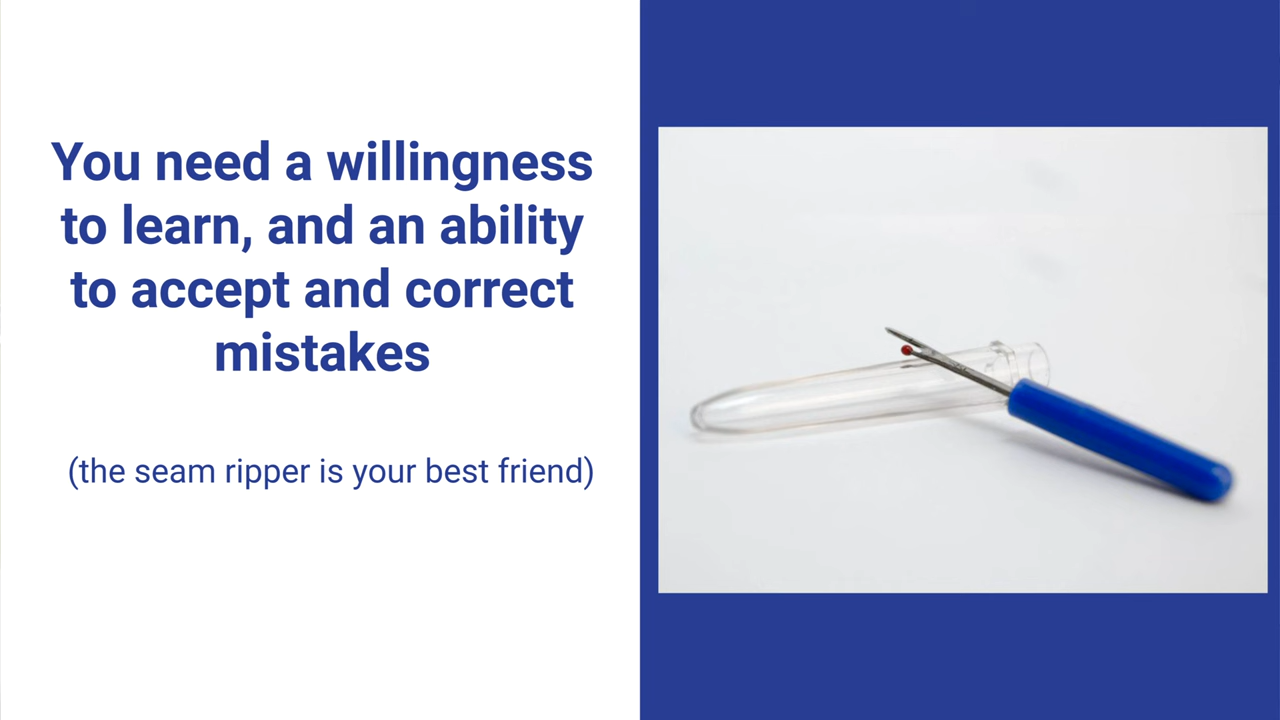 You need a willingness
to learn, and an ability
to accept and correct
mistakes
(the seam ripper is your best friend)